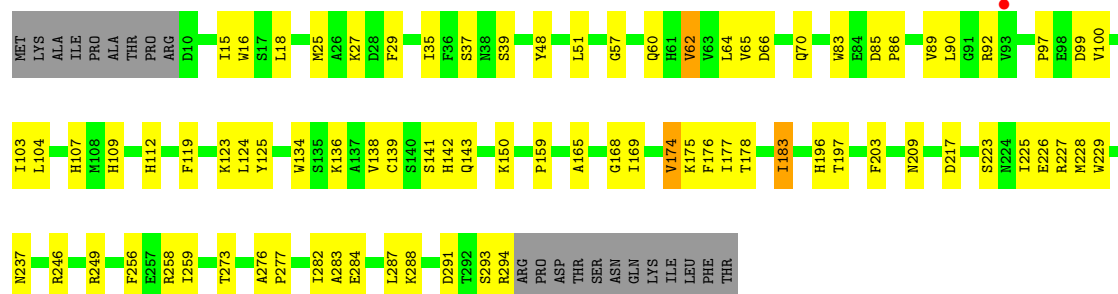 MET LYS ALA ILE PRO ALA THR PRO ARG D10 I15 W16 S17 L18 M25 A26 K27 D28 F29 I35 F36 S37 N38 S39 Y48 L51 G57 Q60 H61 V62 V63 L64 V65 D66 Q70 W83 E84 D85 P86 V89 L90 G91 R92 V93 P97 E98 D99 V100
I103 L104 H107 M108 H109 H112 F119 K123 L124 Y125 W134 S135 K136 A137 V138 C139 S140 S141 H142 Q143 K150 P159 A165 G168 I169 V174 K175 F176 I177 T178 I183 H196 T197 F203 N209 D217 S223 N224 I225 E226 R227 M228 W229
N237 R246 R249 F256 E257 R258 I259 T273 A276 P277 I282 A283 E284 L287 K288 D291 T292 S293 R294 ARG PRO ASP THR SER ASN GLN LYS ILE LEU PHE THR